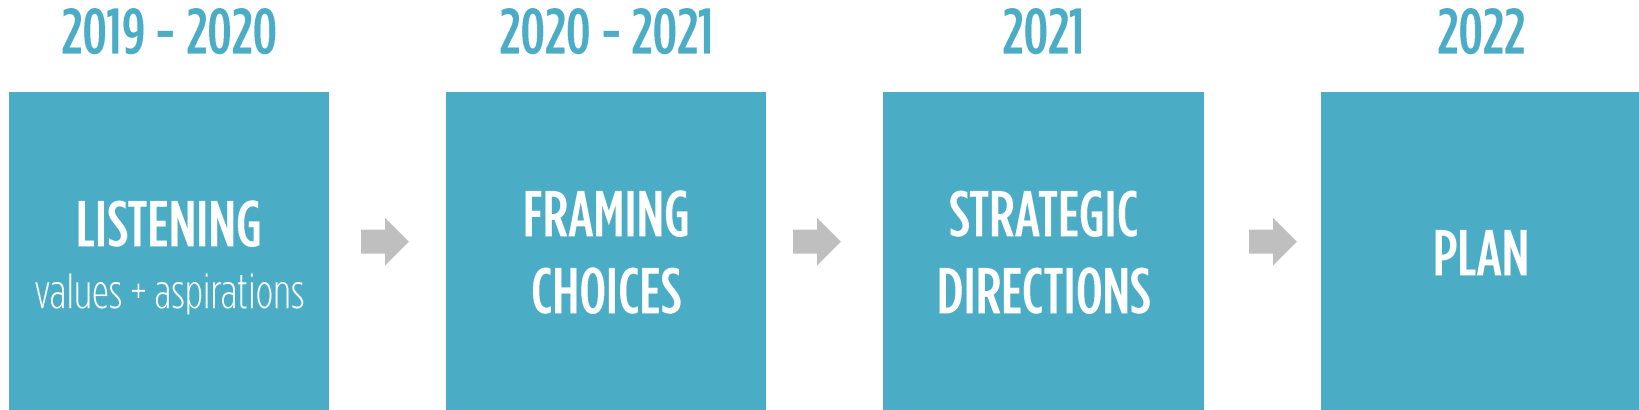 2019 - 2020
LISTENING
values + aspirations
2020 - 2021
FRAMING
CHOICES
2021
STRATEGIC
DIRECTIONS
2022
PLAN